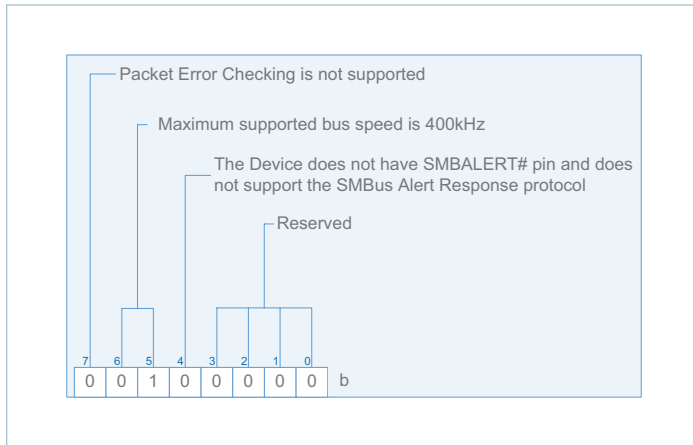 Packet Error Checking is not supported
Maximum supported bus speed is 400kHz
The Device does not have SMBALERT# pin and does
not support the SMBus Alert Response protocol
Reserved
7 6 5 4 3 2 1 0
0 0 1 0 0 0 0 0 b